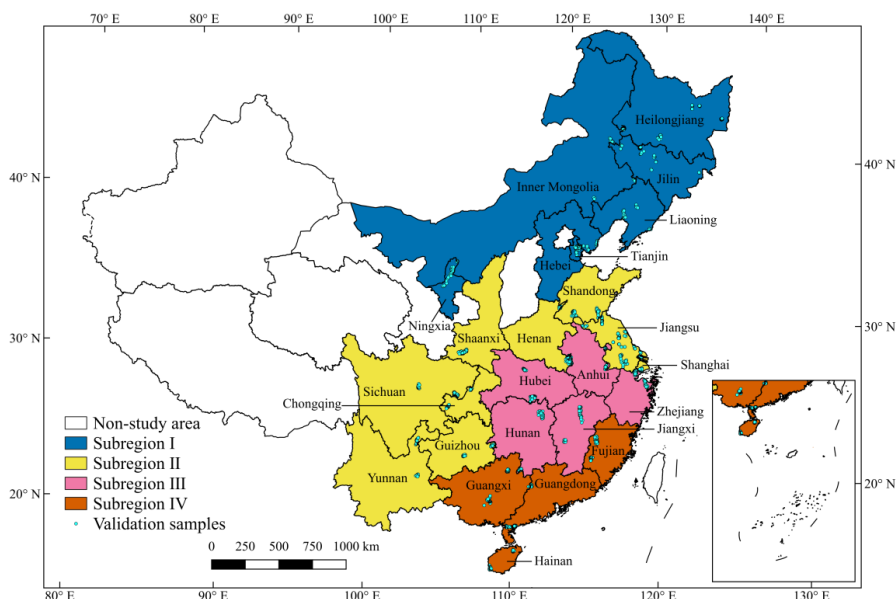 70° E 80° E 90° E 100° E 110° E 120° E 130° E 140° E
Heilongjiang
40° N
Jilin
40° N
Inner Mongolia
Liaoning
Tianjin
Hebei
Shandong
Ningxia
30° N
Shaanxi
Henan
Jiangsu
30° N
Shanghai
Hubei
Anhui
Sichuan
Chongqing
Zhejiang
Non-study area
Hunan
Jiangxi
Subregion I
Guizhou
Fujian
Subregion II
Yunnan
Subregion III
Guangxi
Guangdong
20° N
20° N
Subregion IV
Validation samples
0 250 500 750 1000 km
Hainan
80° E 90° E 100° E 110° E 120° E 130° E